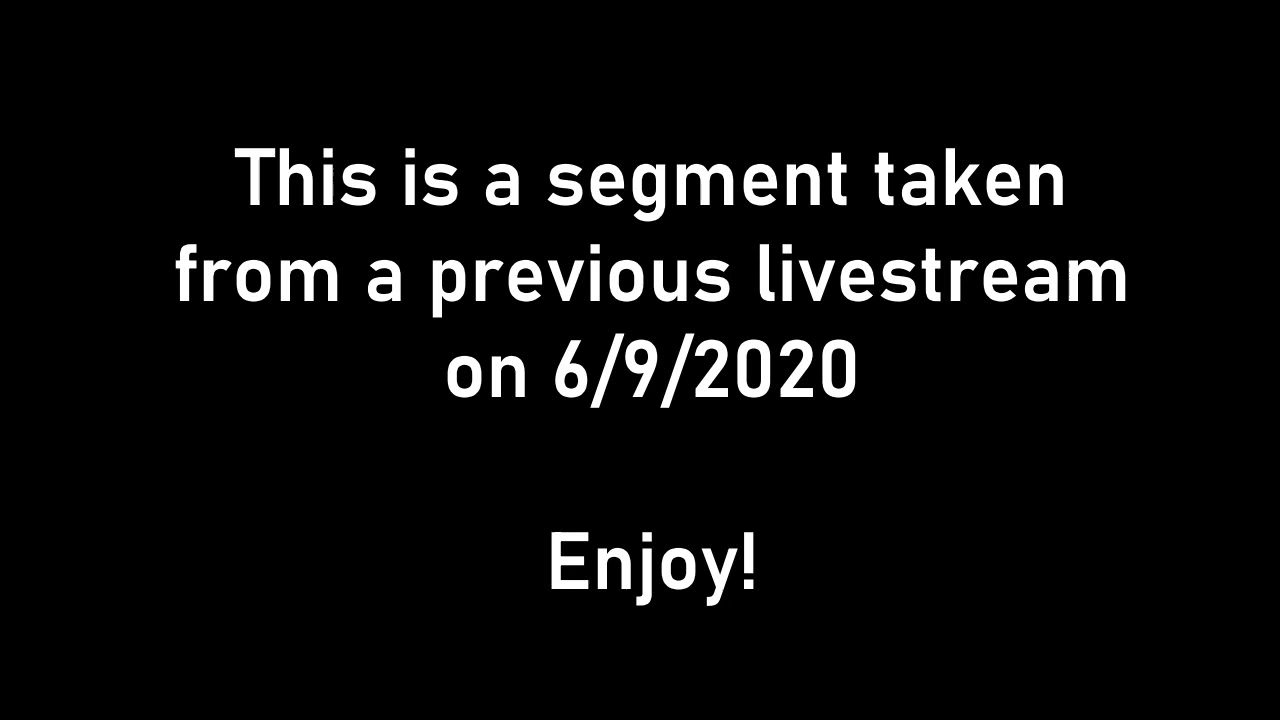 This is a segment taken
from a previous livestream
on 6/9/2020
Enjoy!